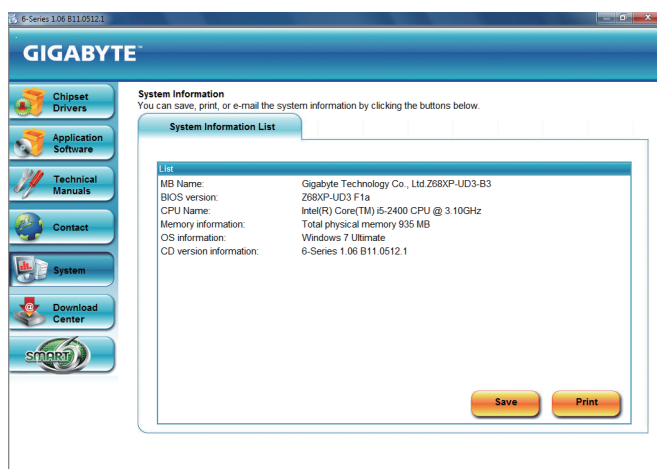 6-Series 1.06 B11.0512.1
GIGABYTE™
Chipset
Drivers
Application
Software
Technical
Manuals
Contact
System
Download
Center
SMART6
System Information
You can save, print, or e-mail the system information by clicking the buttons below.
System Information List
List
MB Name: Gigabyte Technology Co., Ltd.Z68XP-UD3-B3
BIOS version: Z68XP-UD3 F1a
CPU Name: Intel(R) Core(TM) i5-2400 CPU @ 3.10GHz
Memory information: Total physical memory 935 MB
OS information: Windows 7 Ultimate
CD version information: 6-Series 1.06 B11.0512.1
Save Print